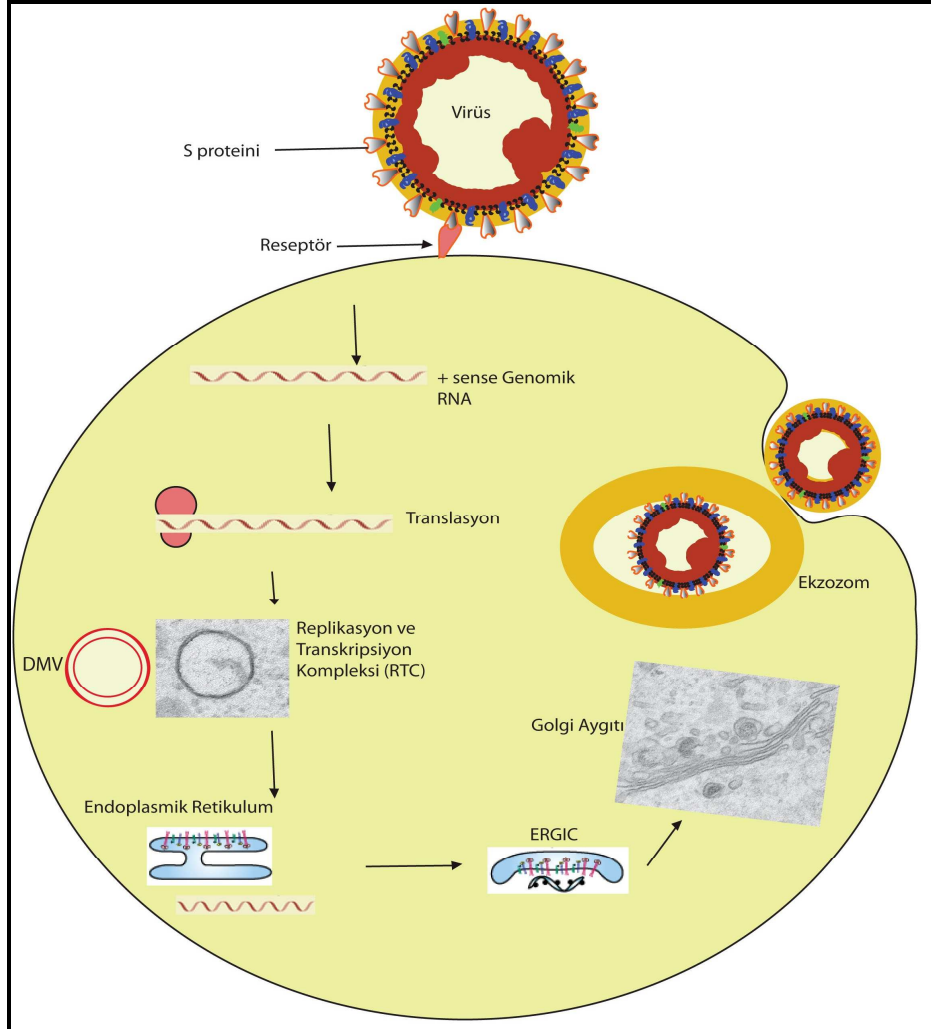 Virüs
S proteini
Reseptör
+ sense Genomik
RNA
Translasyon
Ekzozom
Replikasyon ve
Transkripsiyon
Kompleksi (RTC)
DMV
Golgi Aygıtı
Endoplasmik Retikulum
ERGIC